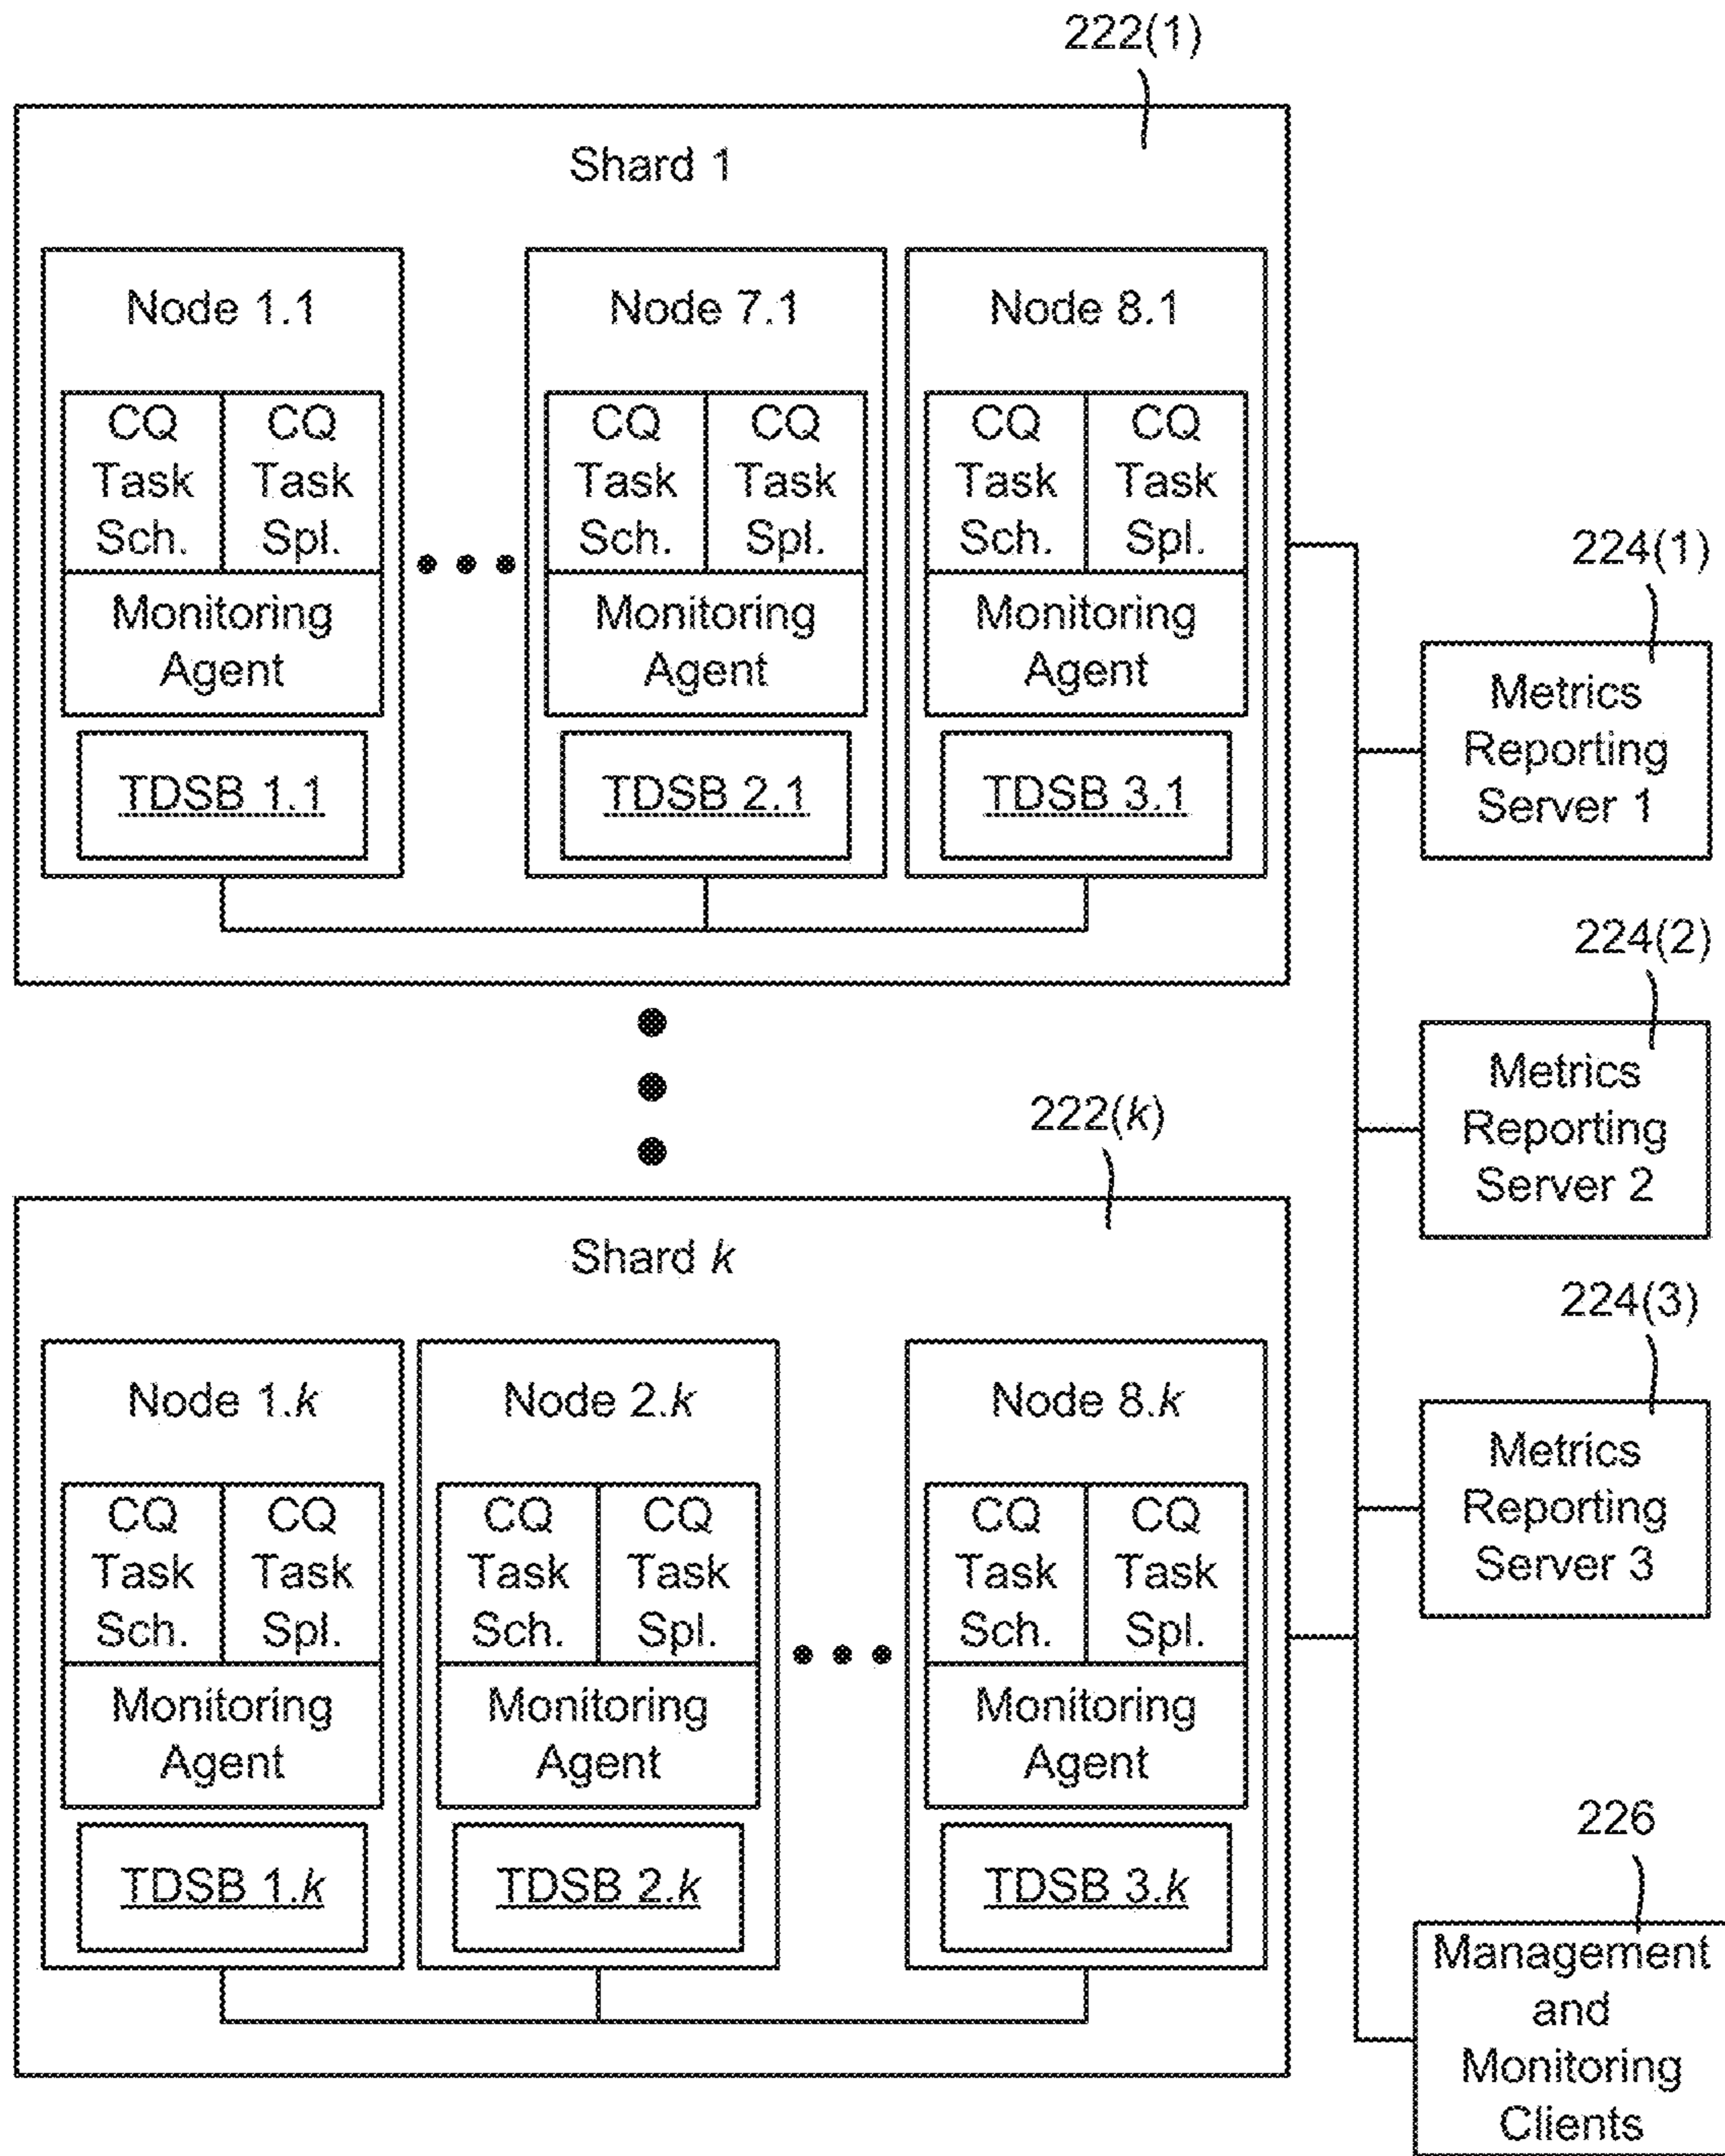 222(1)
Shard 1
Node 1.1
CQ
Task
Sch.
CQ
Task
Spl.
Monitoring
Agent
TDSB 1.1
Node 7.1
CQ
Task
Sch.
CQ
Task
Spl.
Monitoring
Agent
TDSB 2.1
Node 8.1
CQ
Task
Sch.
CQ
Task
Spl.
Monitoring
Agent
TDSB 3.1
224(1)
Metrics
Reporting
Server 1
224(2)
Metrics
Reporting
Server 2
222(k)
Shard k
Node 1.k
CQ
Task
Sch.
CQ
Task
Spl.
Monitoring
Agent
TDSB 1.k
Node 2.k
CQ
Task
Sch.
CQ
Task
Spl.
Monitoring
Agent
TDSB 2.k
Node 8.k
CQ
Task
Sch.
CQ
Task
Spl.
Monitoring
Agent
TDSB 3.k
224(3)
Metrics
Reporting
Server 3
226
Management
and
Monitoring
Clients